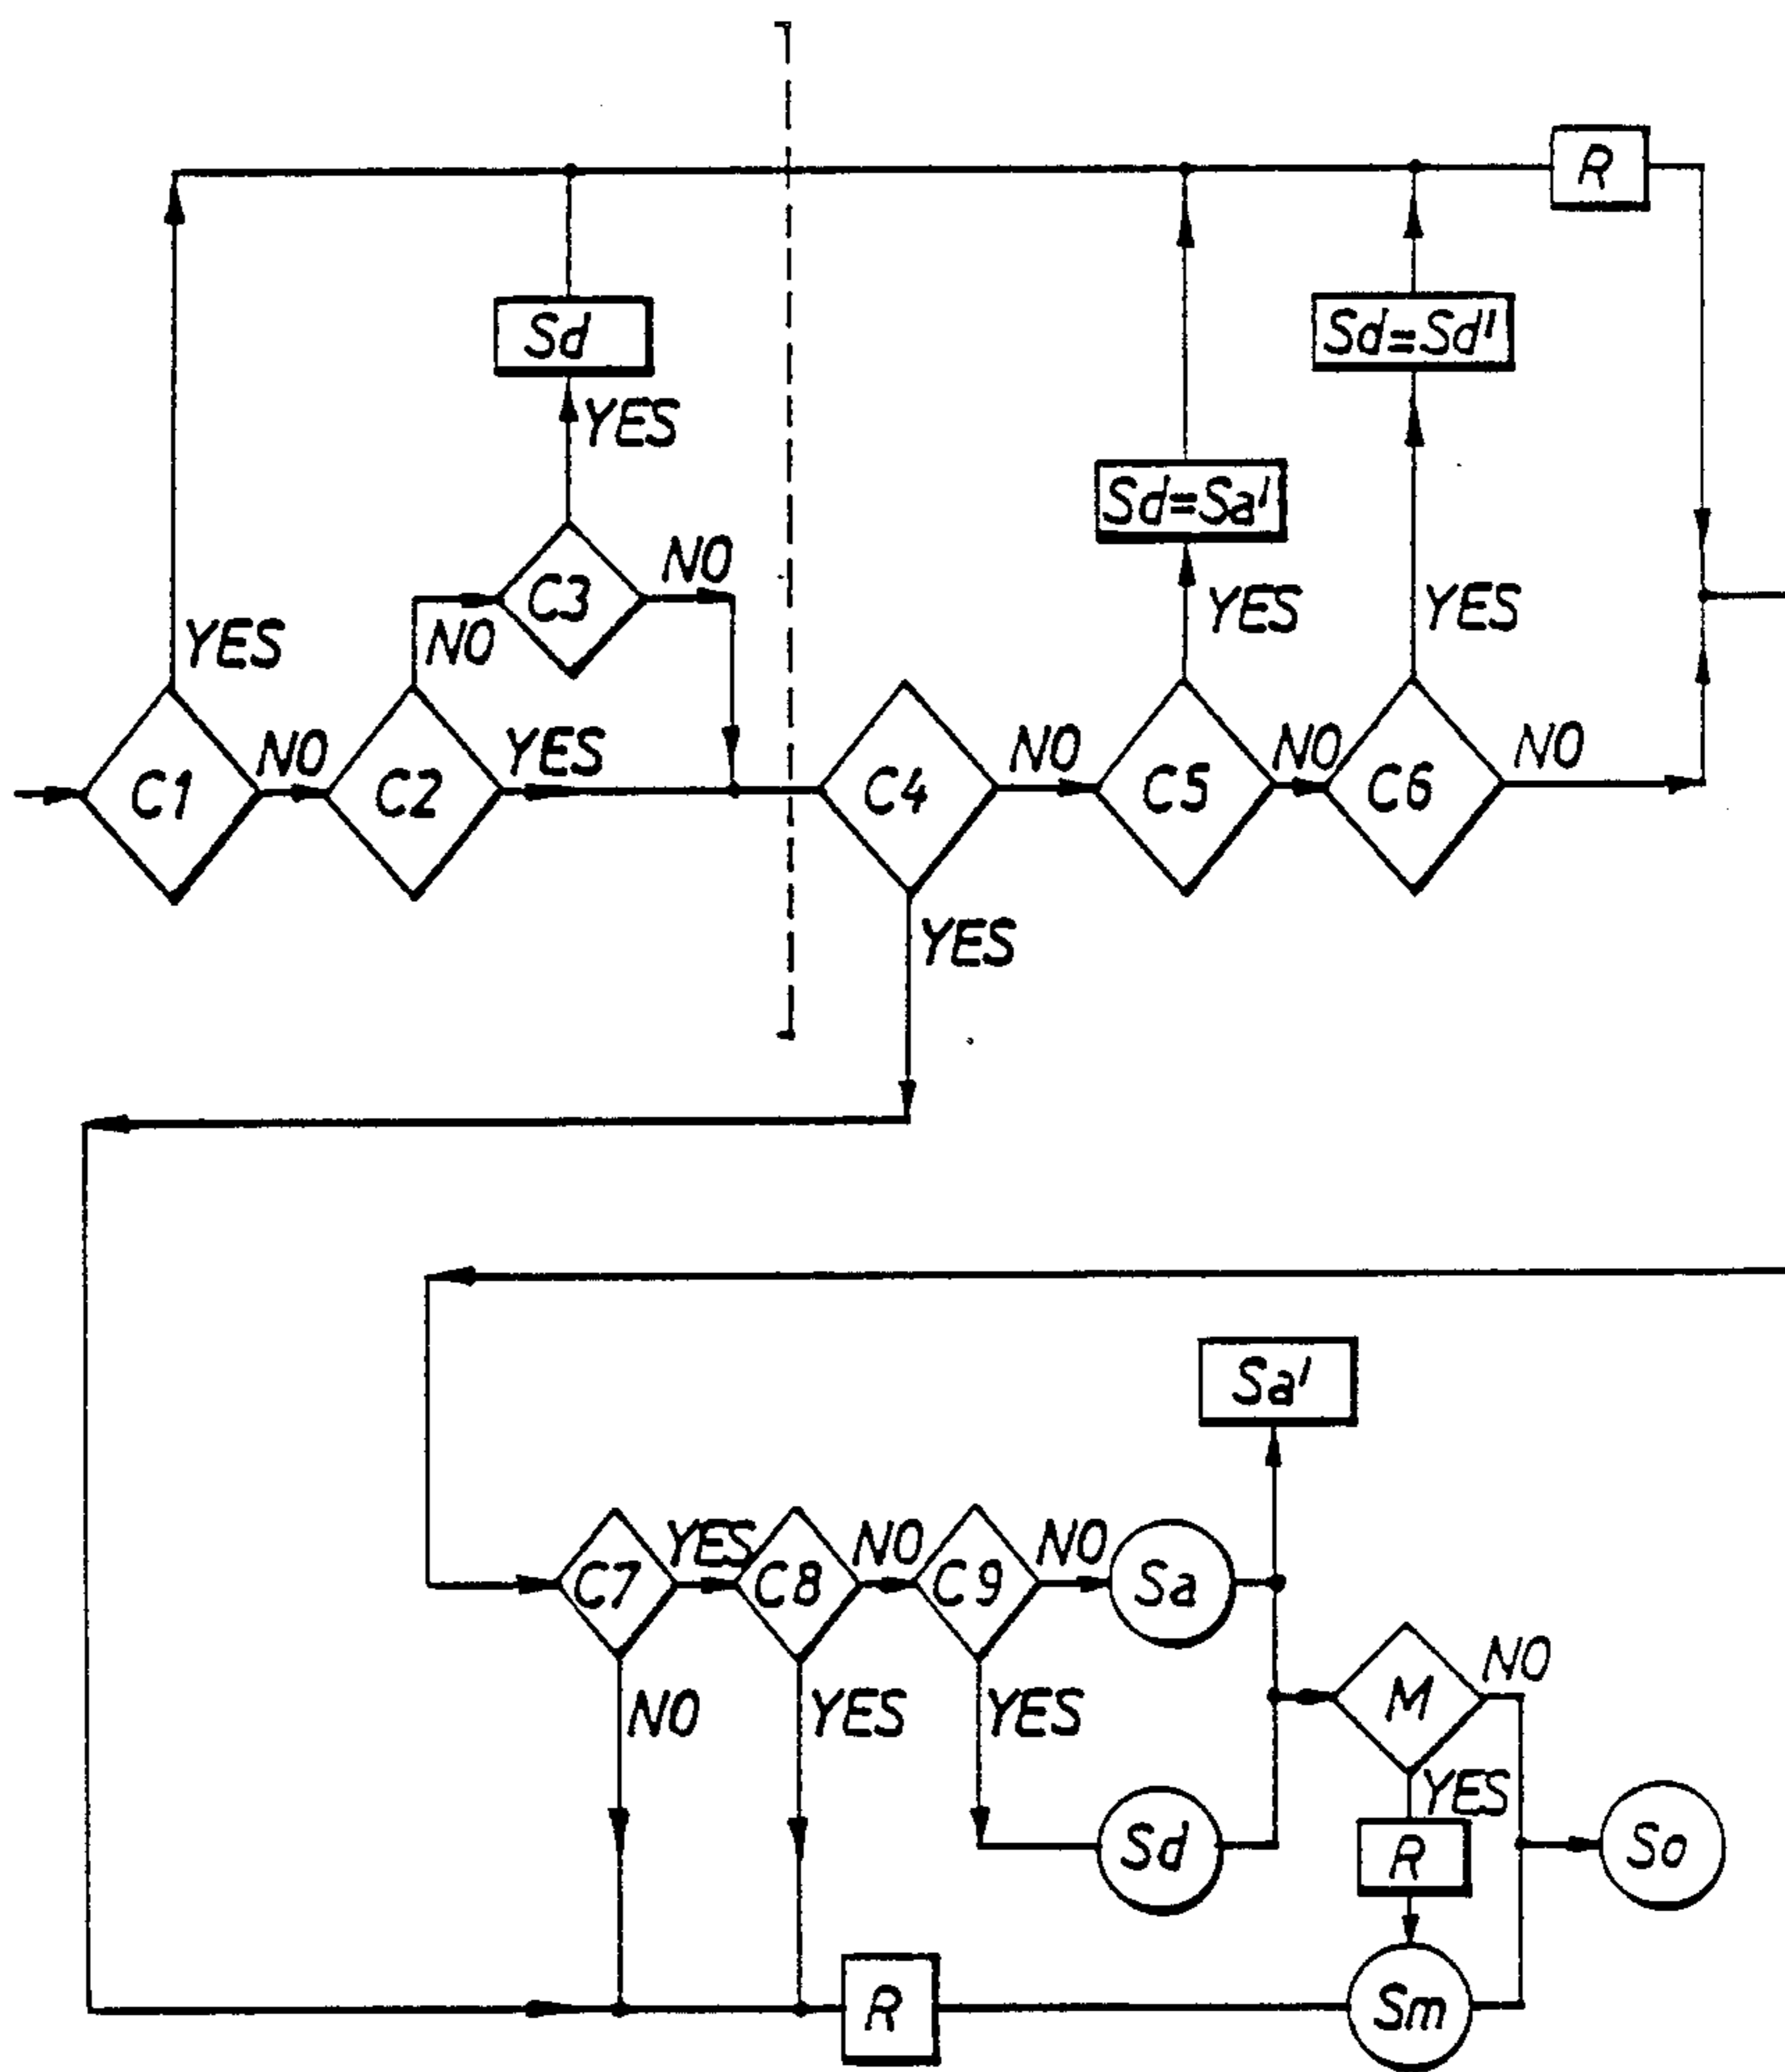 R
Sd
Sd=Sd'
YES
Sd=Sa'
C3
NO
YES
NO
YES
YES
YES
C1
NO
C2
YES
C4
NO
C5
NO
C6
NO
YES
Sa'
C7
YES
C8
NO
C9
NO
Sa
NO
YES
YES
M
NO
YES
Sd
R
So
R
Sm